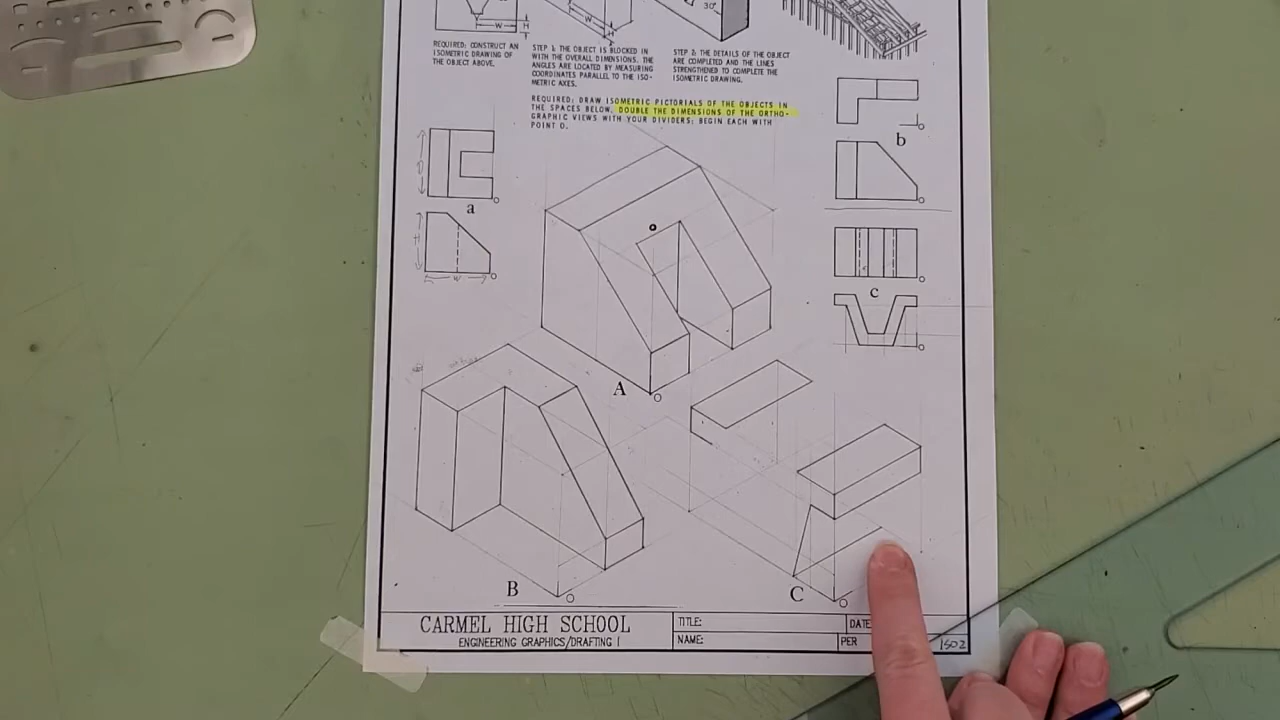 W
H
W
H
30°
REQUIRED: CONSTRUCT AN
ISOMETRIC DRAWING OF
THE OBJECT ABOVE.
STEP 1: THE OBJECT IS BLOCKED IN
WITH THE OVERALL DIMENSIONS. THE
ANGLES ARE LOCATED BY MEASURING
COORDINATES PARALLEL TO THE ISO-
METRIC AXES.
STEP 2: THE DETAILS OF THE OBJECT
ARE COMPLETED AND THE LINES
STRENGTHENED TO COMPLETE THE
ISOMETRIC DRAWING.
REQUIRED: DRAW ISOMETRIC PICTORIALS OF THE OBJECTS IN
THE SPACES BELOW. DOUBLE THE DIMENSIONS OF THE ORTHO-
GRAPHIC VIEWS WITH YOUR DIVIDERS; BEGIN EACH WITH
POINT O.
D
O
a
H
W
O
O
b
O
O
c
O
A
O
B
O
C
O
CARMEL HIGH SCHOOL
ENGINEERING GRAPHICS/DRAFTING I
TITLE:
NAME:
DATE
PER
ISO2